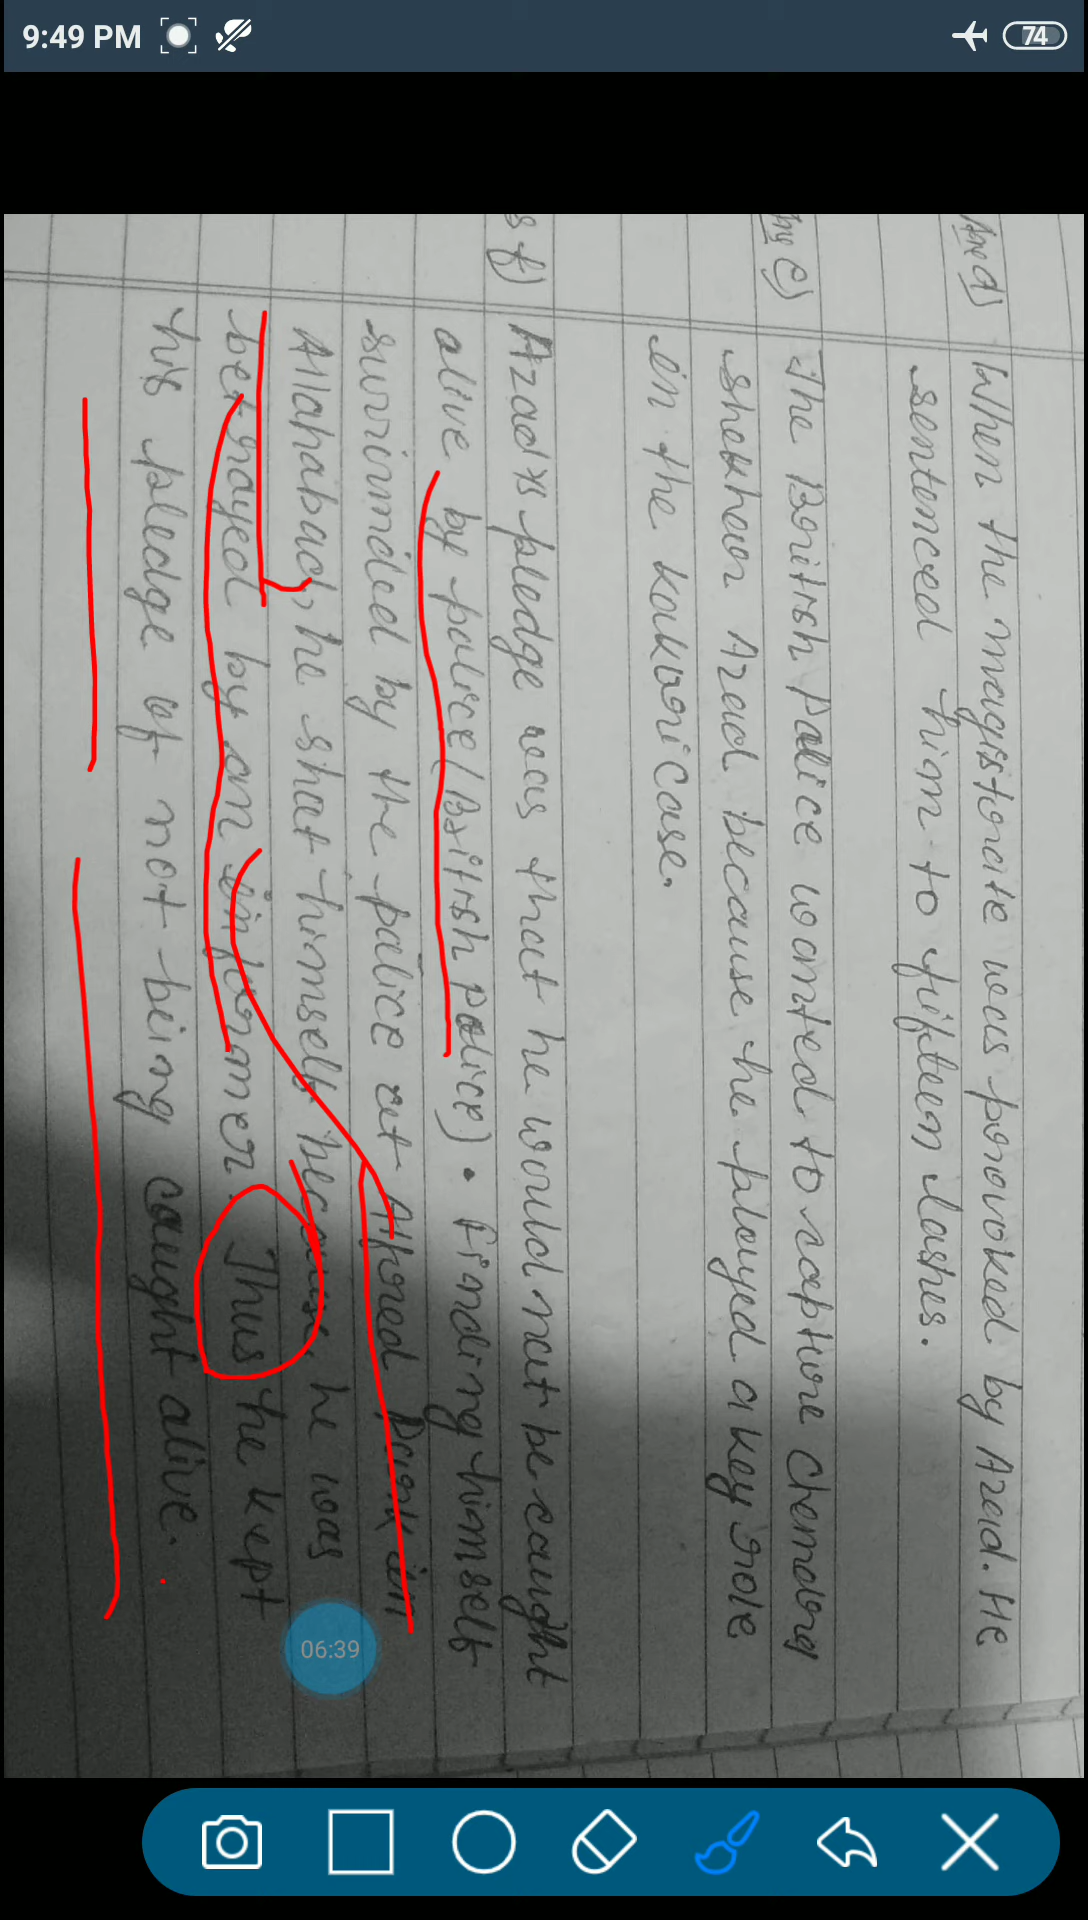 9:49 PM
74
Ans d) When the magistrate was provoked by Azad. He
sentenced him to fifteen lashes.
Ans e) The British Police wanted to capture Chandra
shekhar Azad because he played a key role
in the kakori case.
s f) Azad's pledge was that he would not be caught
alive by police (British police). finding himself
surrounded by the police at Alfred Park in
Allahabad, he shot himself because he was
betrayed by an informer. Thus he kept
his pledge of not being caught alive.
06:39